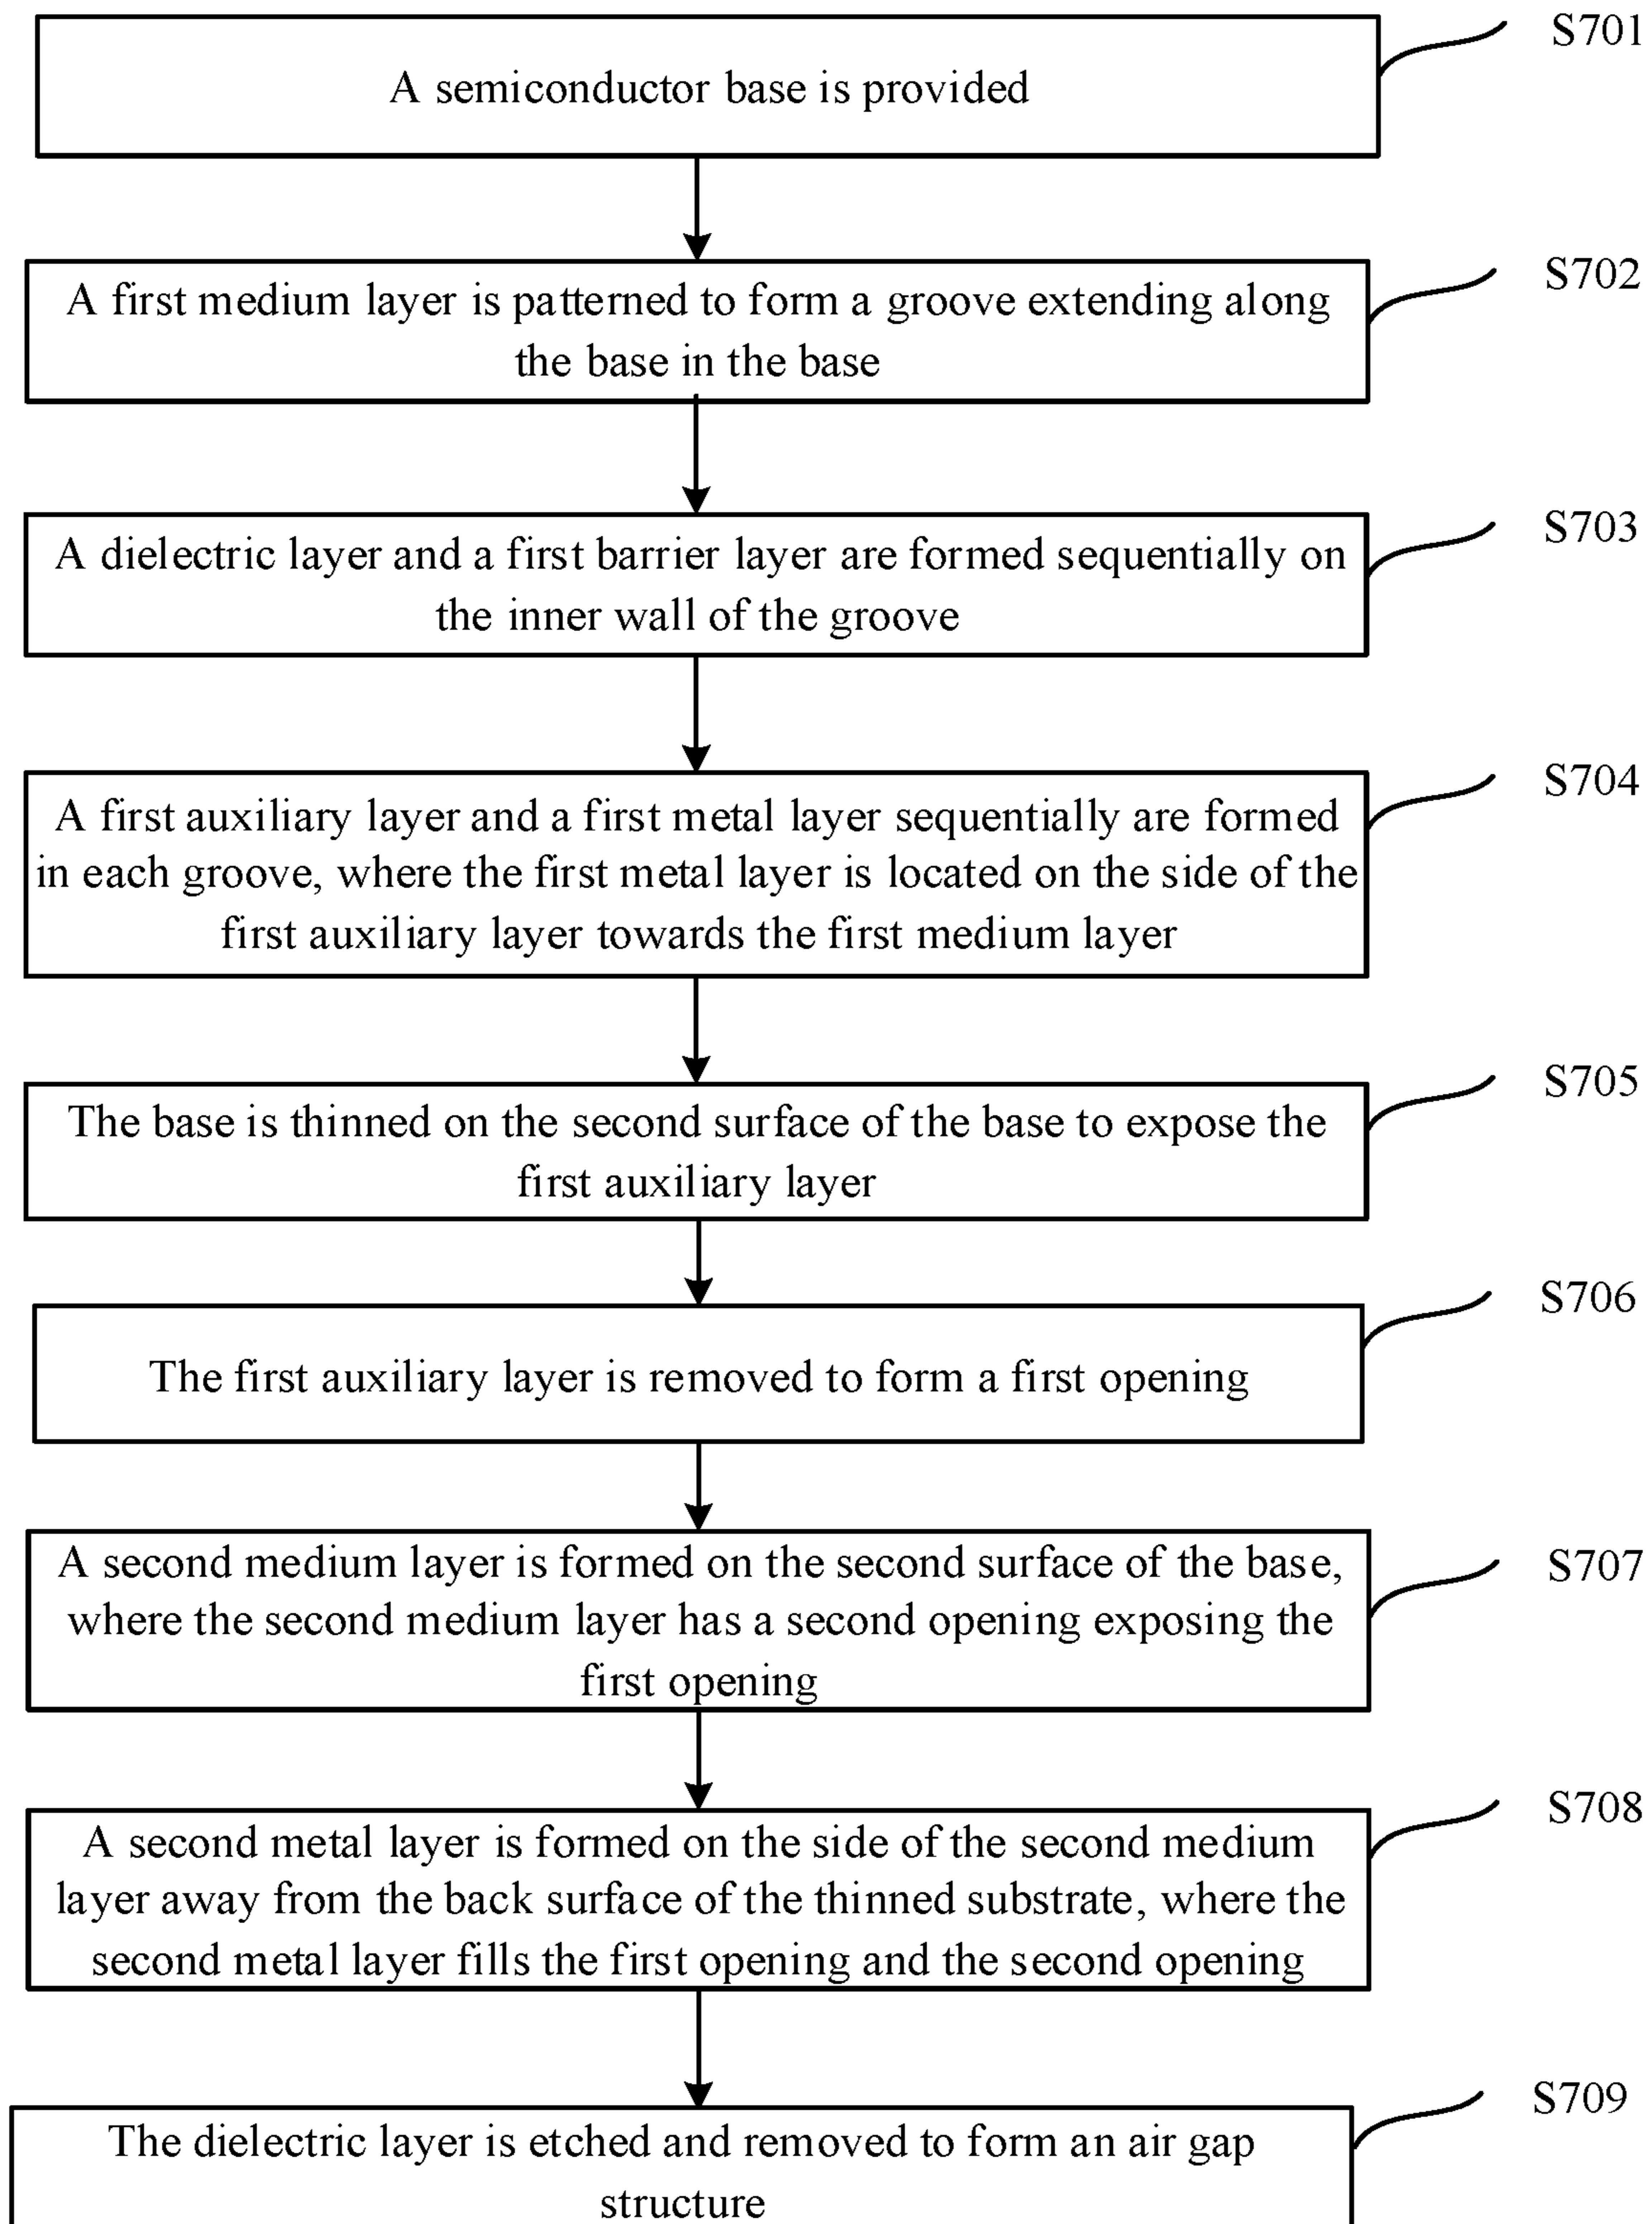 S701
A semiconductor base is provided
S702
A first medium layer is patterned to form a groove extending along
the base in the base
S703
A dielectric layer and a first barrier layer are formed sequentially on
the inner wall of the groove
S704
A first auxiliary layer and a first metal layer sequentially are formed
in each groove, where the first metal layer is located on the side of the
first auxiliary layer towards the first medium layer
S705
The base is thinned on the second surface of the base to expose the
first auxiliary layer
S706
The first auxiliary layer is removed to form a first opening
S707
A second medium layer is formed on the second surface of the base,
where the second medium layer has a second opening exposing the
first opening
S708
A second metal layer is formed on the side of the second medium
layer away from the back surface of the thinned substrate, where the
second metal layer fills the first opening and the second opening
S709
The dielectric layer is etched and removed to form an air gap
structure